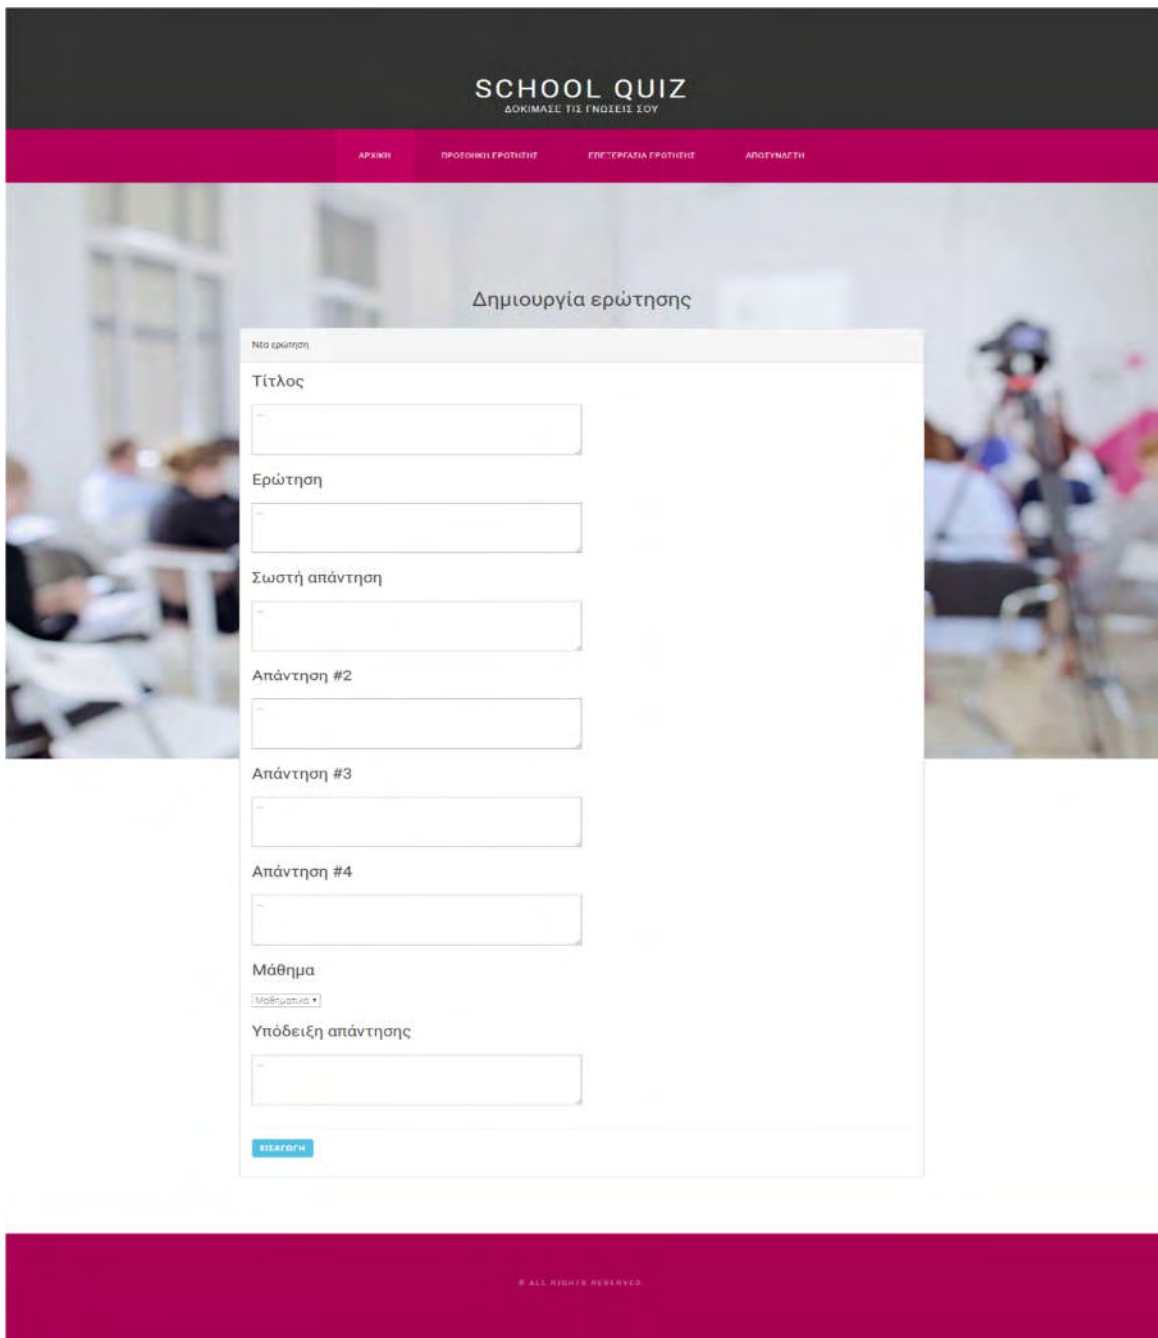 SCHOOL QUIZ
ΔΟΚΙΜΑΣΕ ΤΙΣ ΓΝΩΣΕΙΣ ΣΟΥ
ΑΡΧΙΚΗ ΠΡΟΣΘΗΚΗ ΕΡΩΤΗΣΗΣ ΕΠΕΞΕΡΓΑΣΙΑ ΕΡΩΤΗΣΗΣ ΑΠΟΣΥΝΔΕΣΗ
Δημιουργία ερώτησης
Νέα ερώτηση
Τίτλος
...
Ερώτηση
...
Σωστή απάντηση
...
Απάντηση #2
...
Απάντηση #3
...
Απάντηση #4
...
Μάθημα
Μαθηματικά
Υπόδειξη απάντησης
...
ΕΙΣΑΓΩΓΗ
© ALL RIGHTS RESERVED